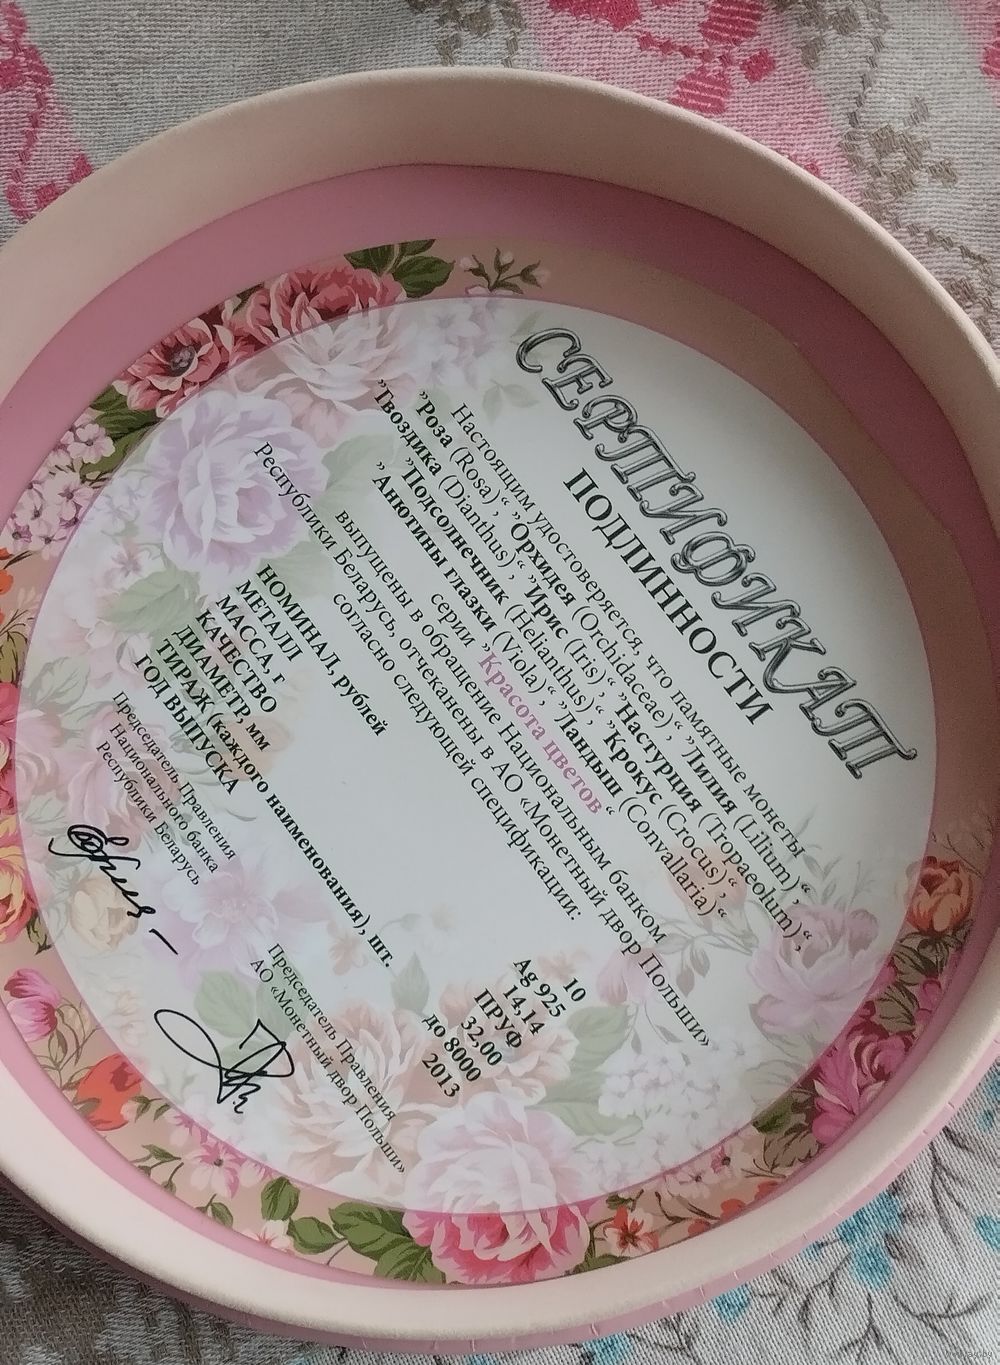 СЕРТИФИКАТ
ПОДЛИННОСТИ
Настоящим удостоверяется, что памятные монеты
"Роза (Rosa)“, "Орхидея (Orchidaceae)“, "Лилия (Lilium)“,
"Гвоздика (Dianthus)“, "Ирис (Iris)“, "Настурция (Tropaeolum)“,
"Подсолнечник (Helianthus)“, "Крокус (Crocus)“,
„Анютины глазки (Viola)“, "Ландыш (Convallaria)“
серии „Красота цветов“
выпущены в обращение Национальным банком
Республики Беларусь, отчеканены в АО «Монетный двор Польши»
согласно следующей спецификации:
НОМИНАЛ, рублей 10
МЕТАЛЛ Ag 925
МАССА, г 14,14
КАЧЕСТВО ПРУФ
ДИАМЕТР, мм 32,00
ТИРАЖ (каждого наименования), шт. до 8000
ГОД ВЫПУСКА 2013
Председатель Правления
Национального банка
Республики Беларусь
Председатель Правления
АО «Монетный двор Польши»